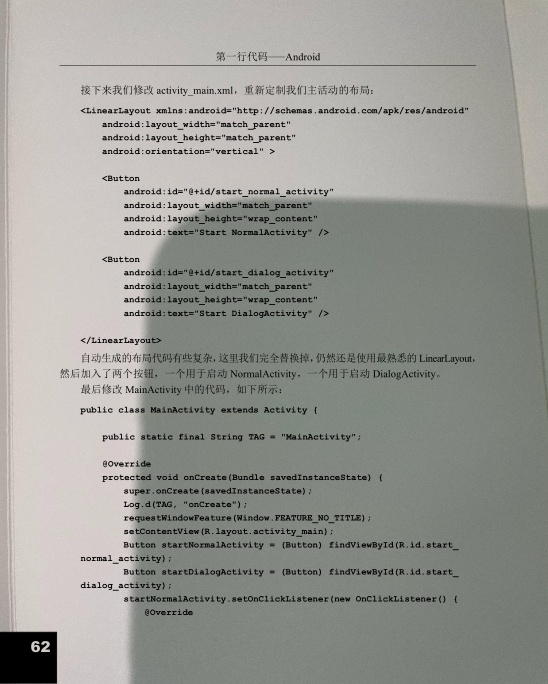 第一行代码——Android
接下来我们修改 activity_main.xml，重新定制我们主活动的布局：
<LinearLayout xmlns:android="http://schemas.android.com/apk/res/android"
android:layout_width="match_parent"
android:layout_height="match_parent"
android:orientation="vertical" >
<Button
android:id="@+id/start_normal_activity"
android:layout_width="match_parent"
android:layout_height="wrap_content"
android:text="Start NormalActivity" />
<Button
android:id="@+id/start_dialog_activity"
android:layout_width="match_parent"
android:layout_height="wrap_content"
android:text="Start DialogActivity" />
</LinearLayout>
自动生成的布局代码有些复杂，这里我们完全替换掉，仍然还是使用最熟悉的 LinearLayout，
然后加入了两个按钮，一个用于启动 NormalActivity，一个用于启动 DialogActivity。
最后修改 MainActivity 中的代码，如下所示：
public class MainActivity extends Activity {
public static final String TAG = "MainActivity";
@Override
protected void onCreate(Bundle savedInstanceState) {
super.onCreate(savedInstanceState);
Log.d(TAG, "onCreate");
requestWindowFeature(Window.FEATURE_NO_TITLE);
setContentView(R.layout.activity_main);
Button startNormalActivity = (Button) findViewById(R.id.start_
normal_activity);
Button startDialogActivity = (Button) findViewById(R.id.start_
dialog_activity);
startNormalActivity.setOnClickListener(new OnClickListener() {
@Override
62